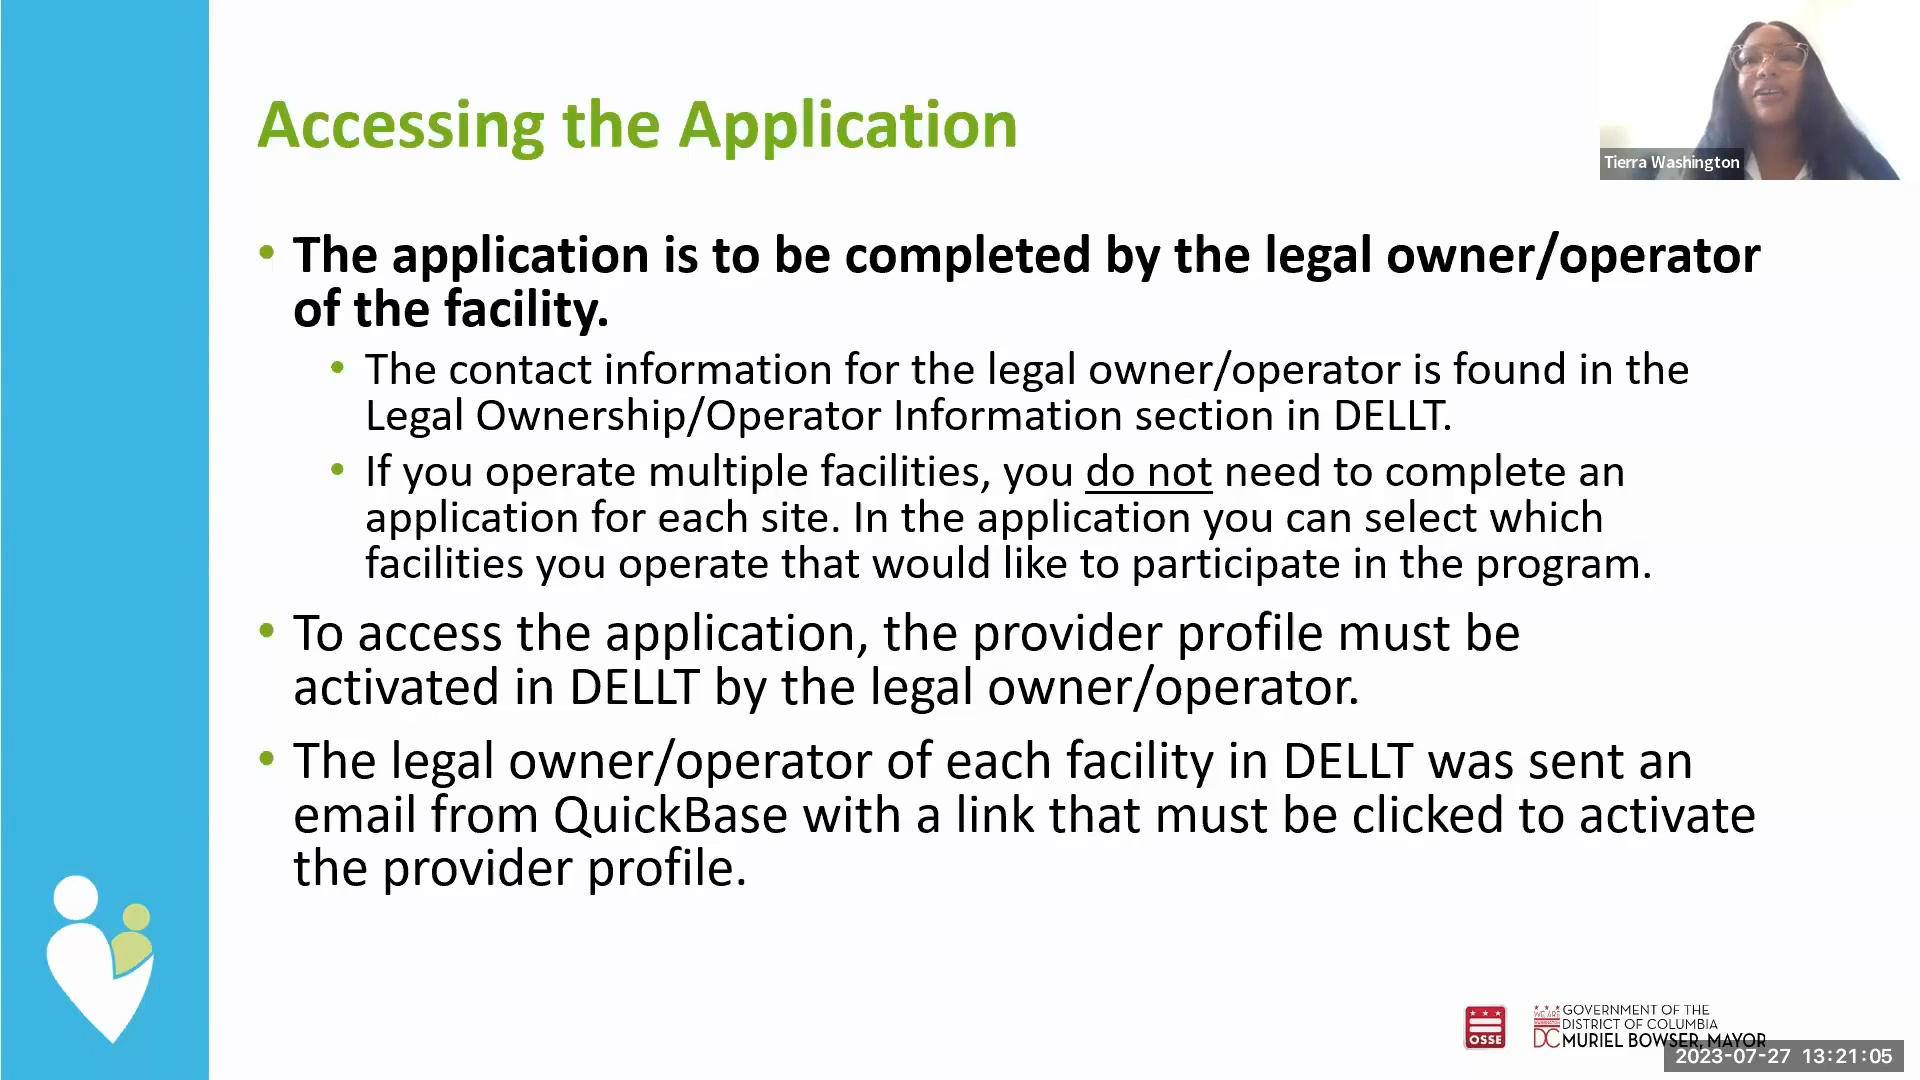 Accessing the Application
Tierra Washington
• The application is to be completed by the legal owner/operator
of the facility.
• The contact information for the legal owner/operator is found in the
Legal Ownership/Operator Information section in DELLT.
• If you operate multiple facilities, you do not need to complete an
application for each site. In the application you can select which
facilities you operate that would like to participate in the program.
• To access the application, the provider profile must be
activated in DELLT by the legal owner/operator.
• The legal owner/operator of each facility in DELLT was sent an
email from QuickBase with a link that must be clicked to activate
the provider profile.
OSSE
WE ARE
WASHINGTON
DC
GOVERNMENT OF THE
DISTRICT OF COLUMBIA
MURIEL BOWSER, MAYOR
2023-07-27 13:21:05